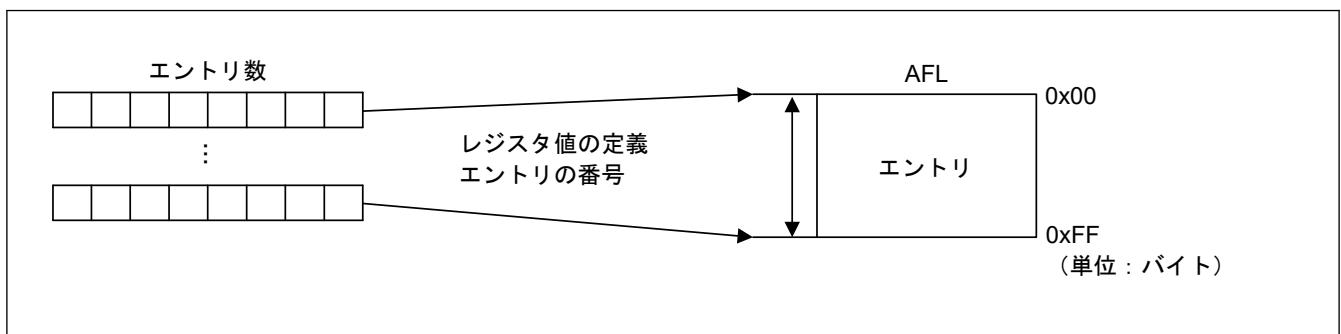 エントリ数
AFL
0x00
⋮
レジスタ値の定義
エントリの番号
エントリ
0xFF
（単位：バイト）